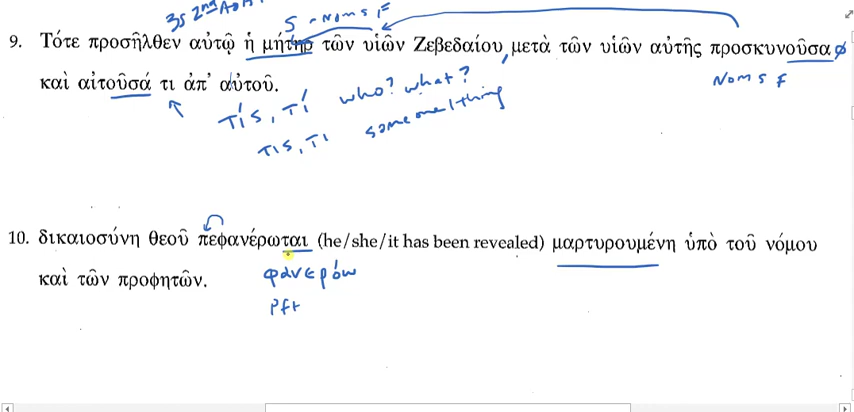 3S 2nd AOR
S - NOM S F
9. Τότε προσῆλθεν αὐτῷ ἡ μήτηρ τῶν υἱῶν Ζεβεδαίου, μετὰ τῶν υἱῶν αὐτῆς προσκυνοῦσα
NOM S F
καὶ αἰτοῦσά τι ἀπ' αὐτοῦ.
τίς, τί who? what?
τις, τι someone/thing
10. δικαιοσύνη θεοῦ πεφανέρωται (he/she/it has been revealed) μαρτυρουμένη ὑπὸ τοῦ νόμου
φανερόω
καὶ τῶν προφητῶν.
Pft